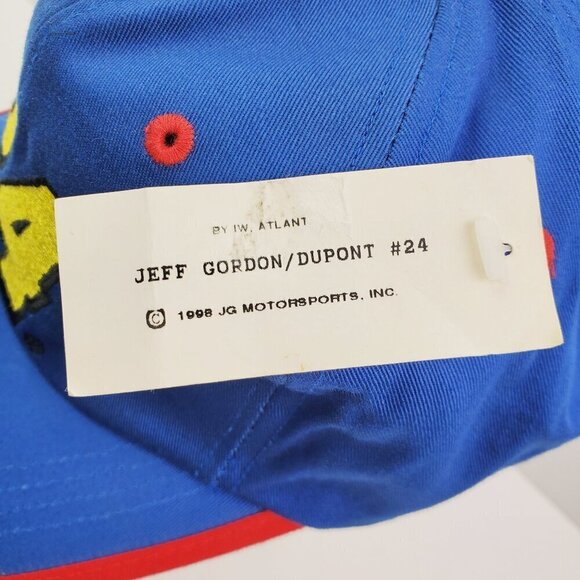 BY IW, ATLANT
JEFF GORDON/DUPONT #24
© 1998 JG MOTORSPORTS, INC.